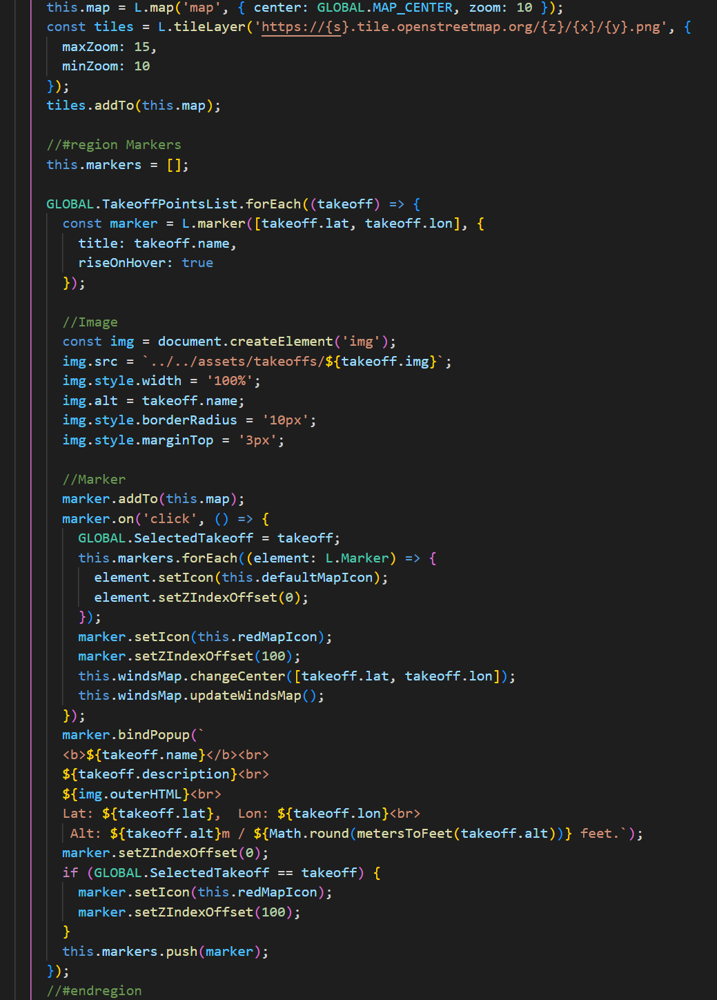 this.map = L.map('map', { center: GLOBAL.MAP_CENTER, zoom: 10 });
const tiles = L.tileLayer('https://{s}.tile.openstreetmap.org/{z}/{x}/{y}.png', {
  maxZoom: 15,
  minZoom: 10
});
tiles.addTo(this.map);

//#region Markers
this.markers = [];

GLOBAL.TakeoffPointsList.forEach((takeoff) => {
  const marker = L.marker([takeoff.lat, takeoff.lon], {
    title: takeoff.name,
    riseOnHover: true
  });

  //Image
  const img = document.createElement('img');
  img.src = `../../assets/takeoffs/${takeoff.img}`;
  img.style.width = '100%';
  img.alt = takeoff.name;
  img.style.borderRadius = '10px';
  img.style.marginTop = '3px';

  //Marker
  marker.addTo(this.map);
  marker.on('click', () => {
    GLOBAL.SelectedTakeoff = takeoff;
    this.markers.forEach((element: L.Marker) => {
      element.setIcon(this.defaultMapIcon);
      element.setZIndexOffset(0);
    });
    marker.setIcon(this.redMapIcon);
    marker.setZIndexOffset(100);
    this.windsMap.changeCenter([takeoff.lat, takeoff.lon]);
    this.windsMap.updateWindsMap();
  });
  marker.bindPopup(`
  <b>${takeoff.name}</b><br>
  ${takeoff.description}<br>
  ${img.outerHTML}<br>
  Lat: ${takeoff.lat},  Lon: ${takeoff.lon}<br>
   Alt: ${takeoff.alt}m / ${Math.round(metersToFeet(takeoff.alt))} feet.`);
  marker.setZIndexOffset(0);
  if (GLOBAL.SelectedTakeoff == takeoff) {
    marker.setIcon(this.redMapIcon);
    marker.setZIndexOffset(100);
  }
  this.markers.push(marker);
});
//#endregion